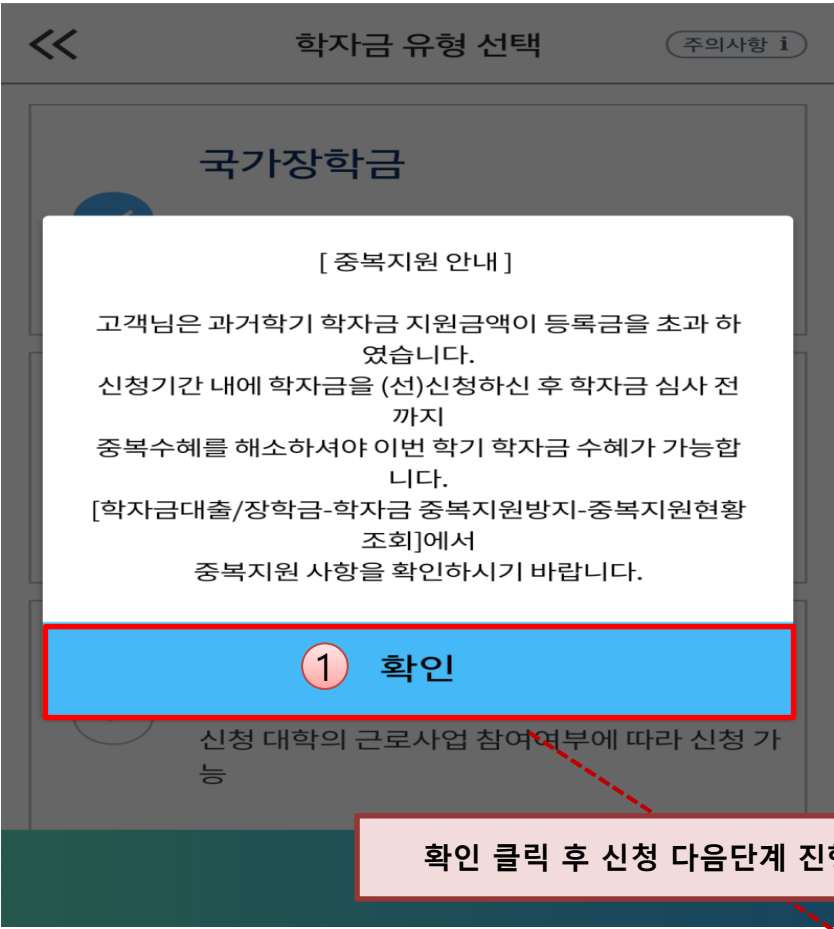 학자금 유형 선택
주의사항 i
국가장학금
[ 중복지원 안내 ]
고객님은 과거학기 학자금 지원금액이 등록금을 초과 하
였습니다.
신청기간 내에 학자금을 (선)신청하신 후 학자금 심사 전
까지
중복수혜를 해소하셔야 이번 학기 학자금 수혜가 가능합
니다.
[학자금대출/장학금-학자금 중복지원방지-중복지원현황
조회]에서
중복지원 사항을 확인하시기 바랍니다.
1 확인
신청 대학의 근로사업 참여여부에 따라 신청 가
능
확인 클릭 후 신청 다음단계